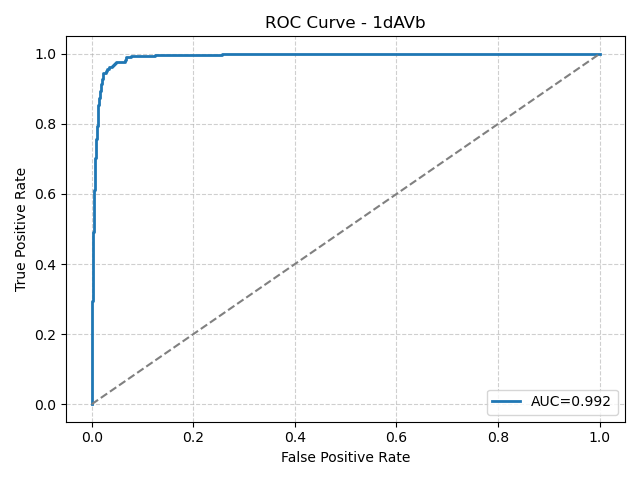 ROC Curve - 1dAVb
True Positive Rate
1.0
0.8
0.6
0.4
0.2
0.0
0.0 0.2 0.4 0.6 0.8 1.0
False Positive Rate
AUC=0.992